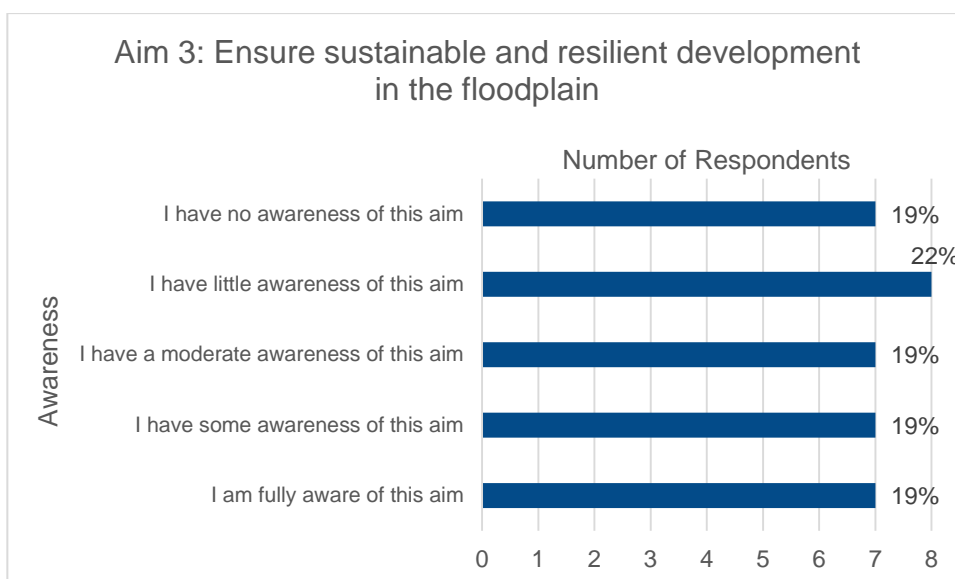 Aim 3: Ensure sustainable and resilient development
in the floodplain
Number of Respondents
Awareness
I have no awareness of this aim
19%
22%
I have little awareness of this aim
I have a moderate awareness of this aim
19%
I have some awareness of this aim
19%
I am fully aware of this aim
19%
0 1 2 3 4 5 6 7 8